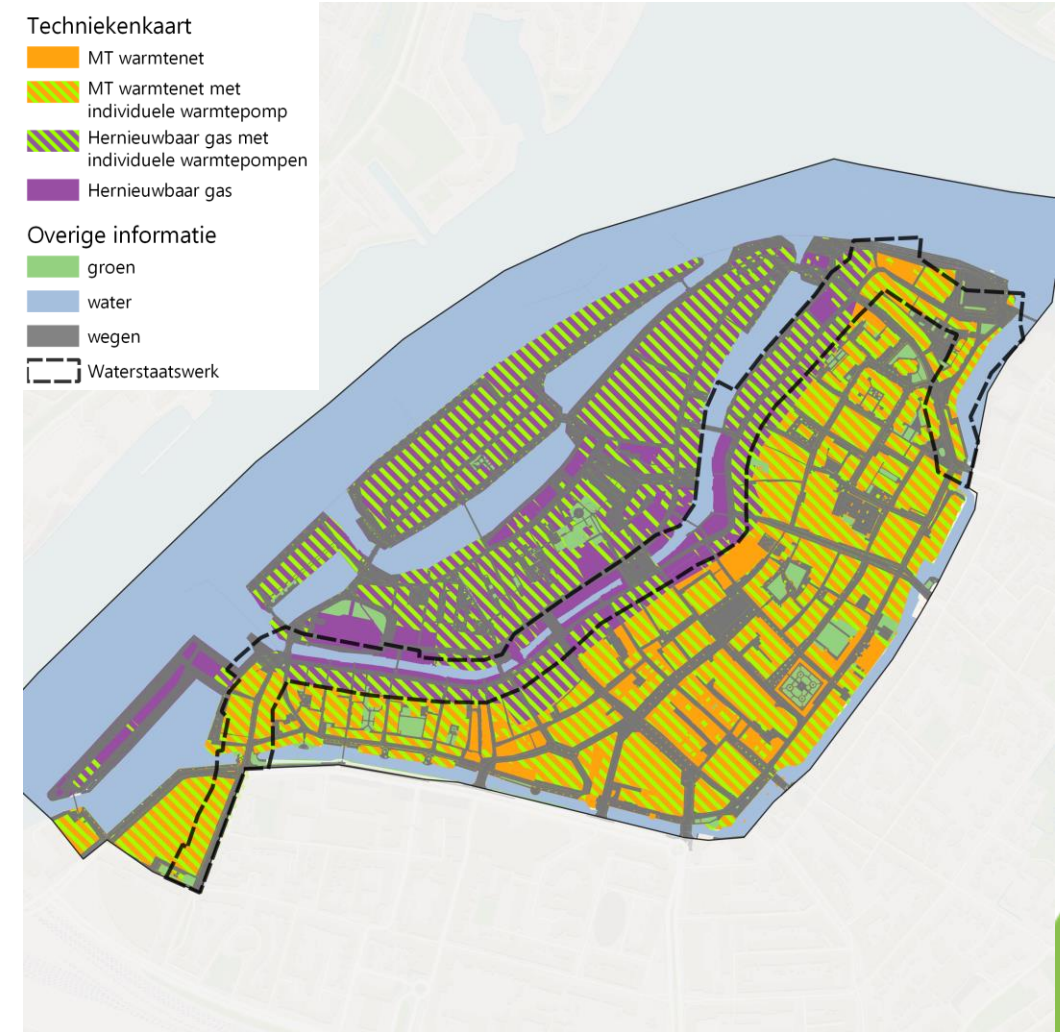 Techniekenkaart
MT warmtenet
MT warmtenet met
individuele warmtepomp
Hernieuwbaar gas met
individuele warmtepompen
Hernieuwbaar gas
Overige informatie
groen
water
wegen
Waterstaatswerk